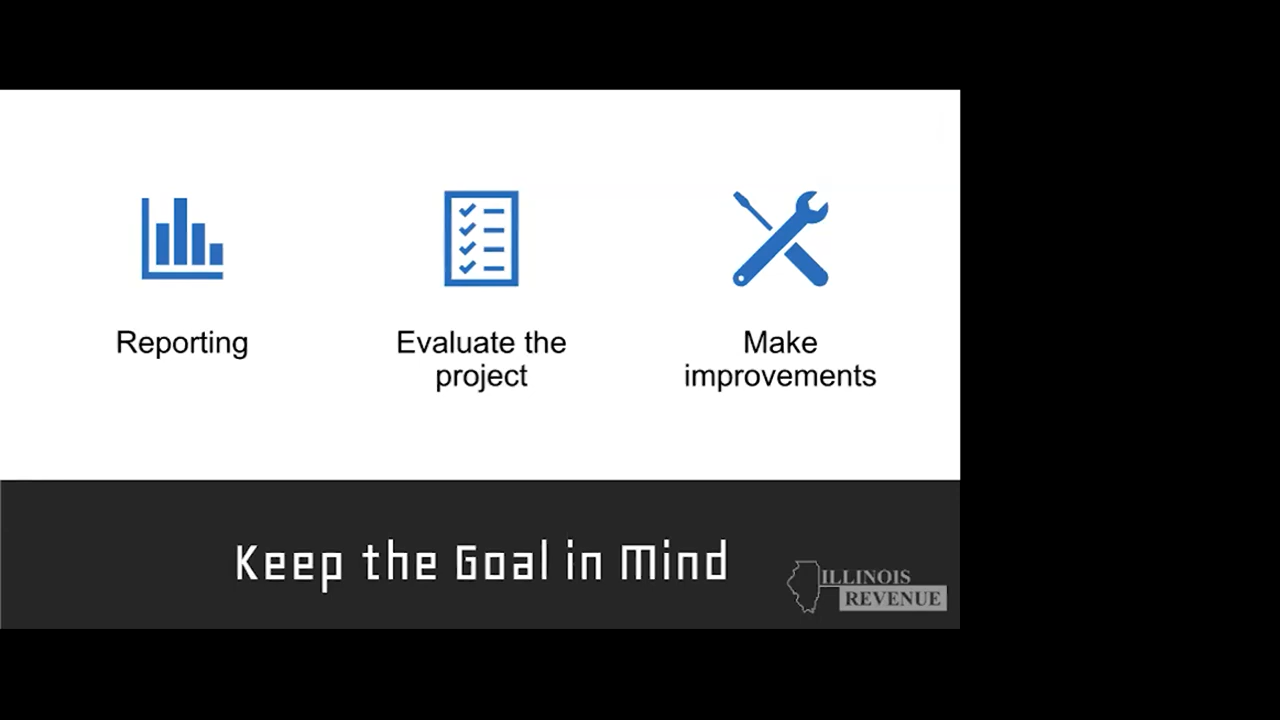 Reporting
Evaluate the
project
Make
improvements
Keep the Goal in Mind
ILLINOIS
REVENUE